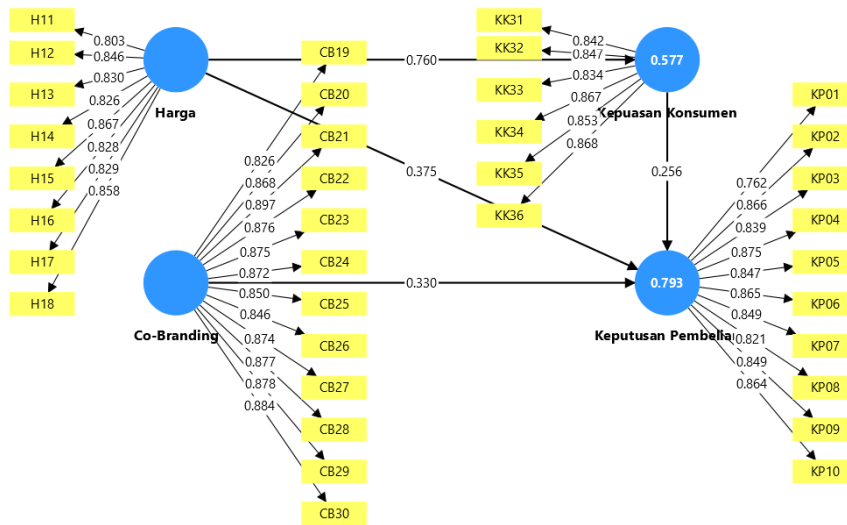 H11
H12
H13
H14
H15
H16
H17
H18
0.803
0.846
0.830
0.826
0.867
0.828
0.829
0.858
Harga
Co-Branding
CB19
CB20
CB21
CB22
CB23
CB24
CB25
CB26
CB27
CB28
CB29
CB30
0.826
0.868
0.897
0.876
0.875
0.872
0.850
0.846
0.874
0.877
0.878
0.884
0.760
0.375
0.330
0.256
KK31
KK32
KK33
KK34
KK35
KK36
0.842
0.847
0.834
0.867
0.853
0.868
0.577
Kepuasan Konsumen
0.793
Keputusan Pembelia
KP01
KP02
KP03
KP04
KP05
KP06
KP07
KP08
KP09
KP10
0.762
0.866
0.839
0.875
0.847
0.865
0.849
0.821
0.849
0.864